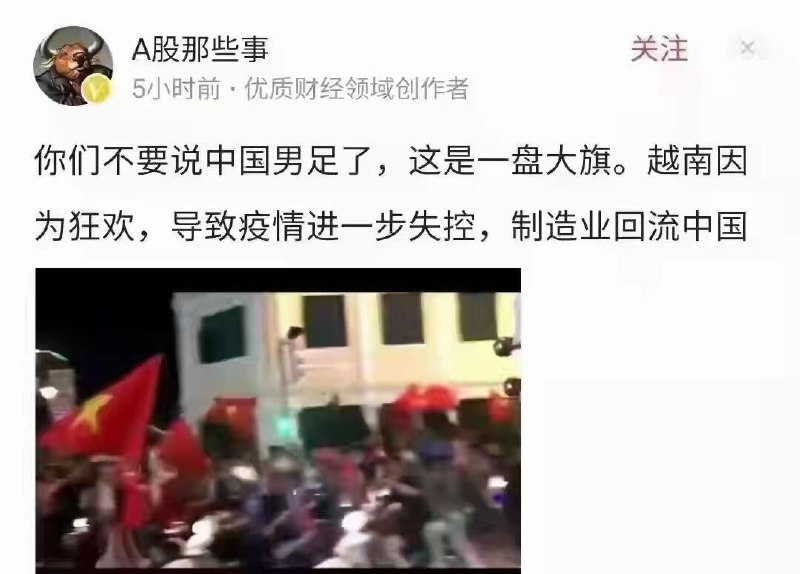 A股那些事
关注
5小时前·优质财经领域创作者
你们不要说中国男足了，这是一盘大旗。越南因
为狂欢，导致疫情进一步失控，制造业回流中国